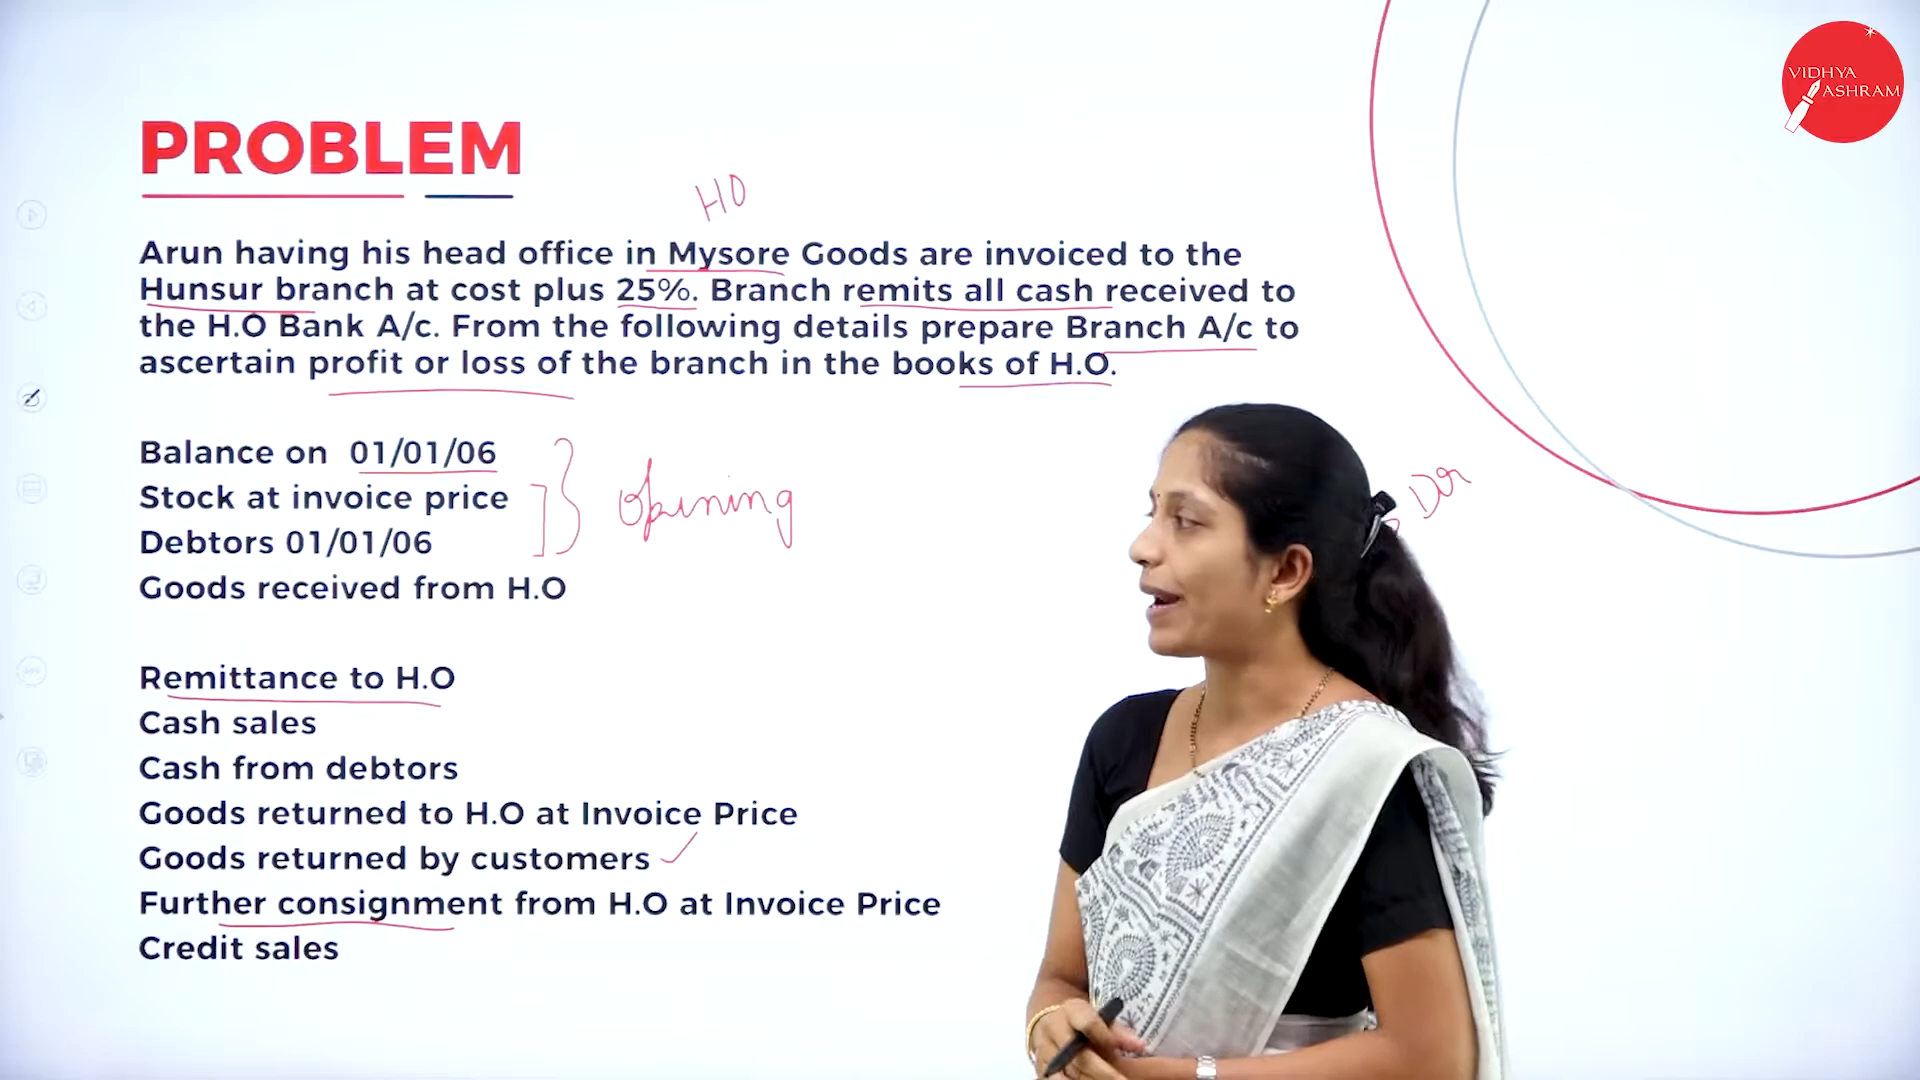 VIDHYA
ASHRAM
PROBLEM
HO
Arun having his head office in Mysore Goods are invoiced to the
Hunsur branch at cost plus 25%. Branch remits all cash received to
the H.O Bank A/c. From the following details prepare Branch A/c to
ascertain profit or loss of the branch in the books of H.O.
Balance on 01/01/06
Stock at invoice price
Opening
Debtors 01/01/06
Goods received from H.O
Remittance to H.O
Cash sales
Cash from debtors
Goods returned to H.O at Invoice Price
Goods returned by customers
Further consignment from H.O at Invoice Price
Credit sales